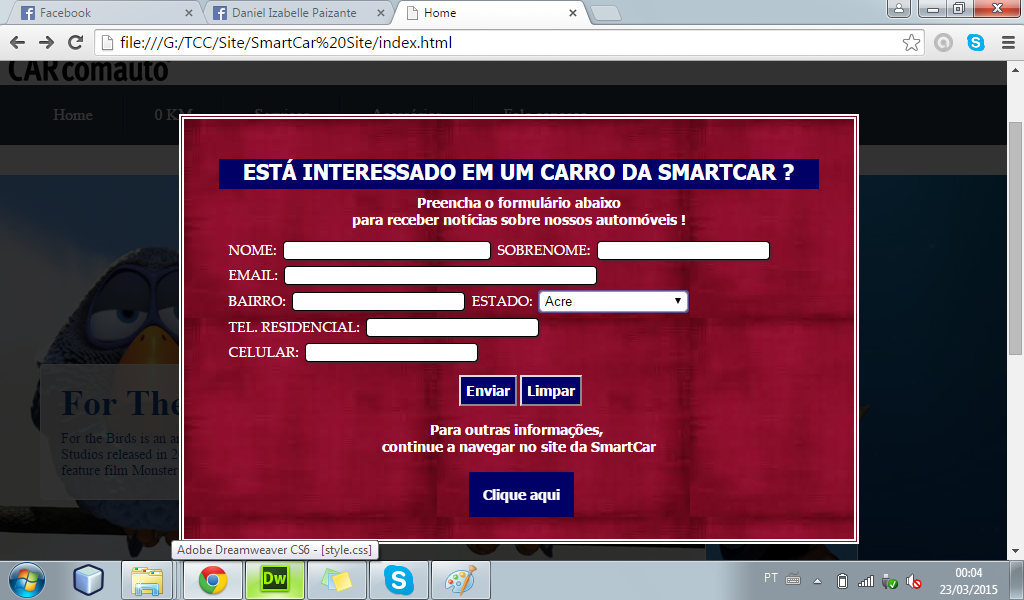 Facebook
Daniel Izabelle Paizante
Home
file:///G:/TCC/Site/SmartCar%20Site/index.html
CARcomauto
Home
0 KM
ESTÁ INTERESSADO EM UM CARRO DA SMARTCAR ?
Preencha o formulário abaixo
para receber notícias sobre nossos automóveis !
NOME: SOBRENOME:
EMAIL:
BAIRRO: ESTADO: Acre
TEL. RESIDENCIAL:
CELULAR:
Enviar Limpar
Para outras informações,
continue a navegar no site da SmartCar
Clique aqui
For The
For the Birds is an an
Studios released in 2
feature film Monster
Adobe Dreamweaver CS6 - [style.css]
Dw
PT
00:04
23/03/2015